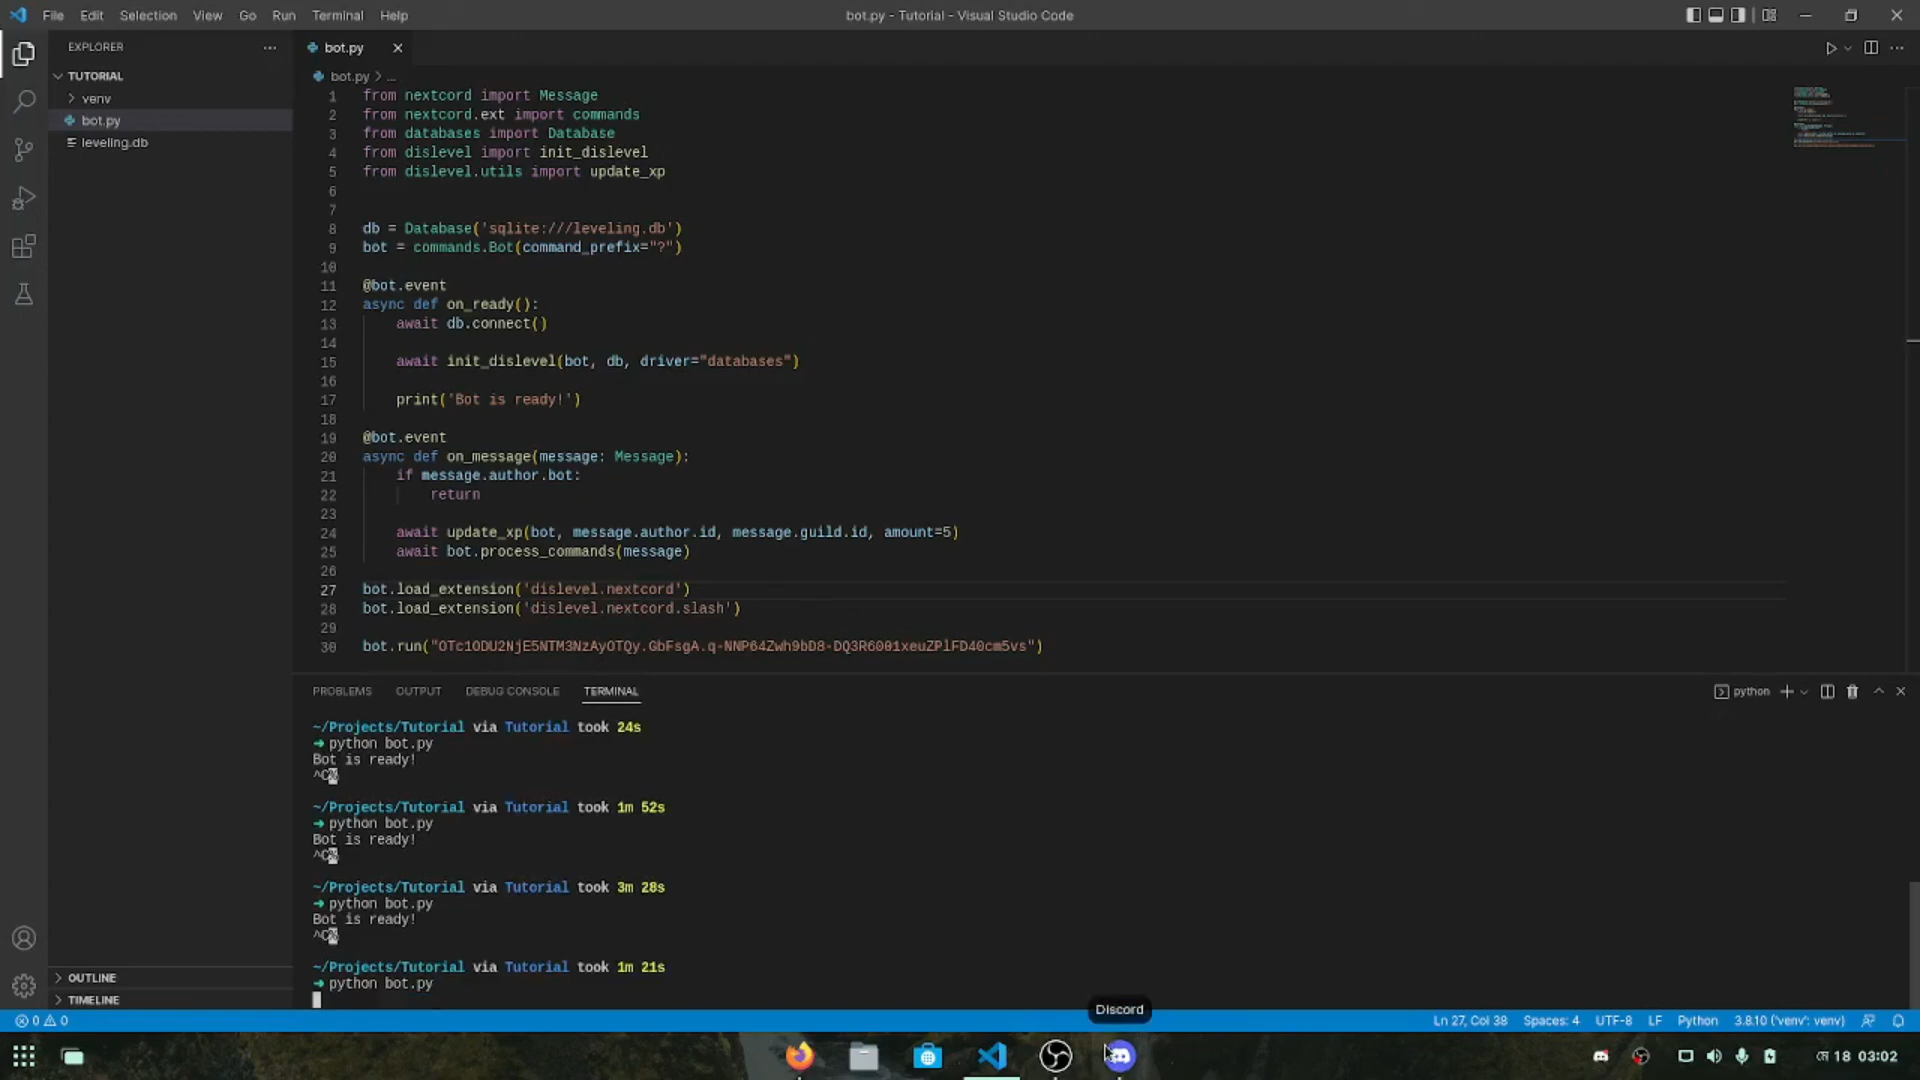 File Edit Selection View Go Run Terminal Help
bot.py - Tutorial - Visual Studio Code
EXPLORER
TUTORIAL
venv
bot.py
leveling.db
OUTLINE
TIMELINE
bot.py
bot.py > ...
1 from nextcord import Message
2 from nextcord.ext import commands
3 from databases import Database
4 from dislevel import init_dislevel
5 from dislevel.utils import update_xp
6
7
8 db = Database('sqlite:///leveling.db')
9 bot = commands.Bot(command_prefix="?")
10
11 @bot.event
12 async def on_ready():
13 await db.connect()
14
15 await init_dislevel(bot, db, driver="databases")
16
17 print('Bot is ready!')
18
19 @bot.event
20 async def on_message(message: Message):
21 if message.author.bot:
22 return
23
24 await update_xp(bot, message.author.id, message.guild.id, amount=5)
25 await bot.process_commands(message)
26
27 bot.load_extension('dislevel.nextcord')
28 bot.load_extension('dislevel.nextcord.slash')
29
30 bot.run("OTc1ODU2NjE5NTM3NzAyOTQy.GbFsgA.q-NNP64Zwh9bD8-DQ3R6001xeuZPlFD40cm5vs")
PROBLEMS OUTPUT DEBUG CONSOLE TERMINAL
python
~/Projects/Tutorial via Tutorial took 24s
➜ python bot.py
Bot is ready!
^C%
~/Projects/Tutorial via Tutorial took 1m 52s
➜ python bot.py
Bot is ready!
^C%
~/Projects/Tutorial via Tutorial took 3m 28s
➜ python bot.py
Bot is ready!
^C%
~/Projects/Tutorial via Tutorial took 1m 21s
➜ python bot.py
Discord
0 0
Ln 27, Col 38 Spaces: 4 UTF-8 LF Python 3.8.10 ('venv': venv)
মে 18 03:02